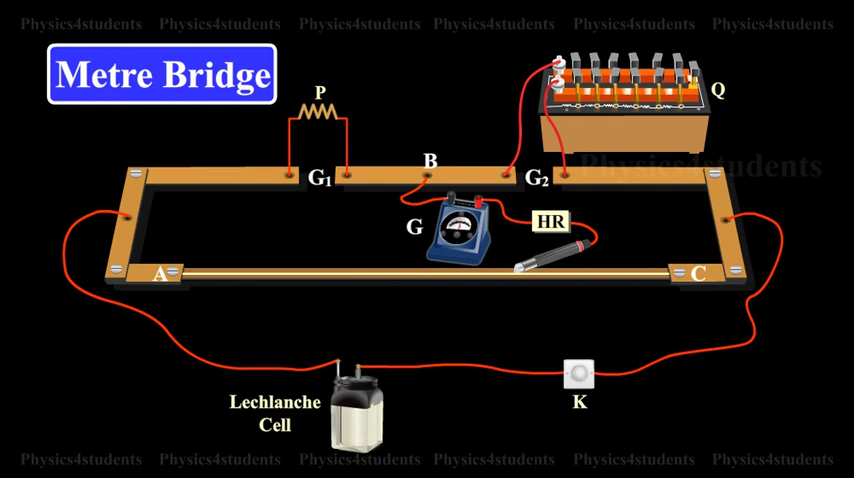 Physics4students Physics4students Physics4students Physics4students Physics4students Physics4students
Metre Bridge
P
Q
B
G₁
G₂
Physics4students
G
HR
A
C
Lechlanche
Cell
K
Physics4students Physics4students Physics4students Physics4students Physics4students Physics4students